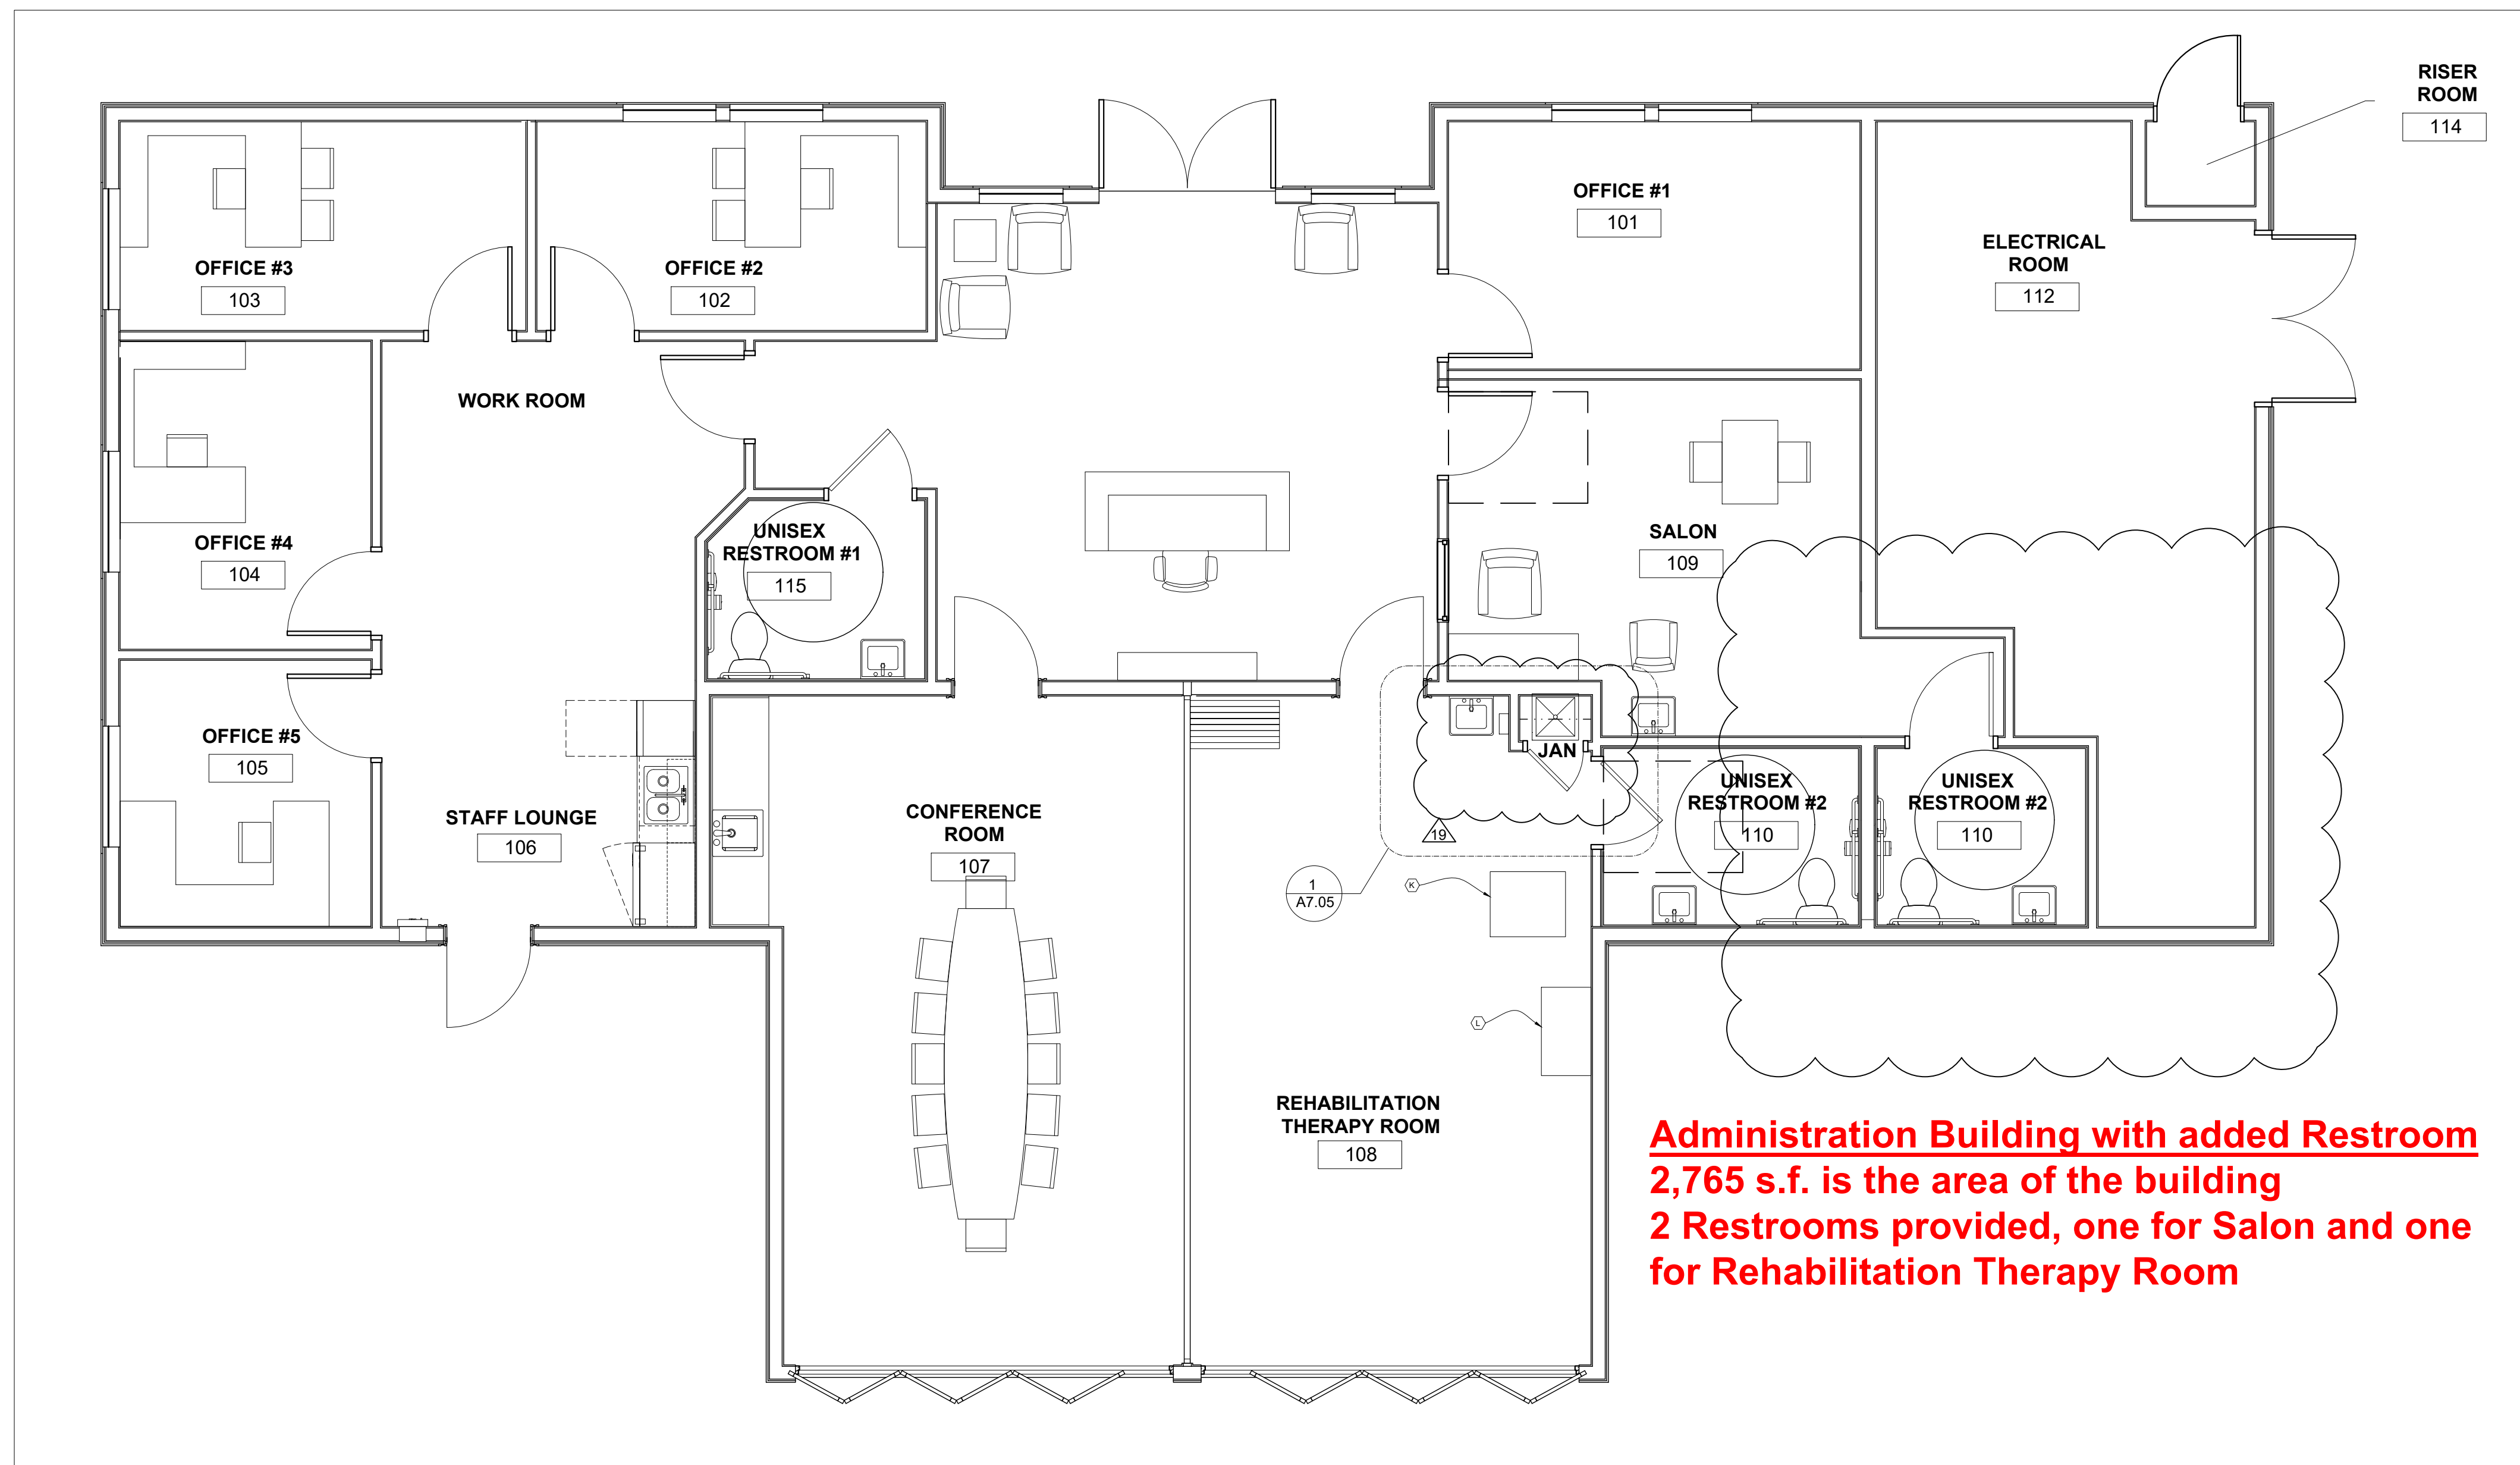 RISER
ROOM
114
OFFICE #1
101
ELECTRICAL
ROOM
112
OFFICE #3
103
OFFICE #2
102
WORK ROOM
UNISEX
RESTROOM #1
115
SALON
109
OFFICE #4
104
OFFICE #5
105
JAN
UNISEX
RESTROOM #2
110
UNISEX
RESTROOM #2
110
STAFF LOUNGE
106
CONFERENCE
ROOM
107
19
1
A7.05
K
L
REHABILITATION
THERAPY ROOM
108
Administration Building with added Restroom
2,765 s.f. is the area of the building
2 Restrooms provided, one for Salon and one
for Rehabilitation Therapy Room